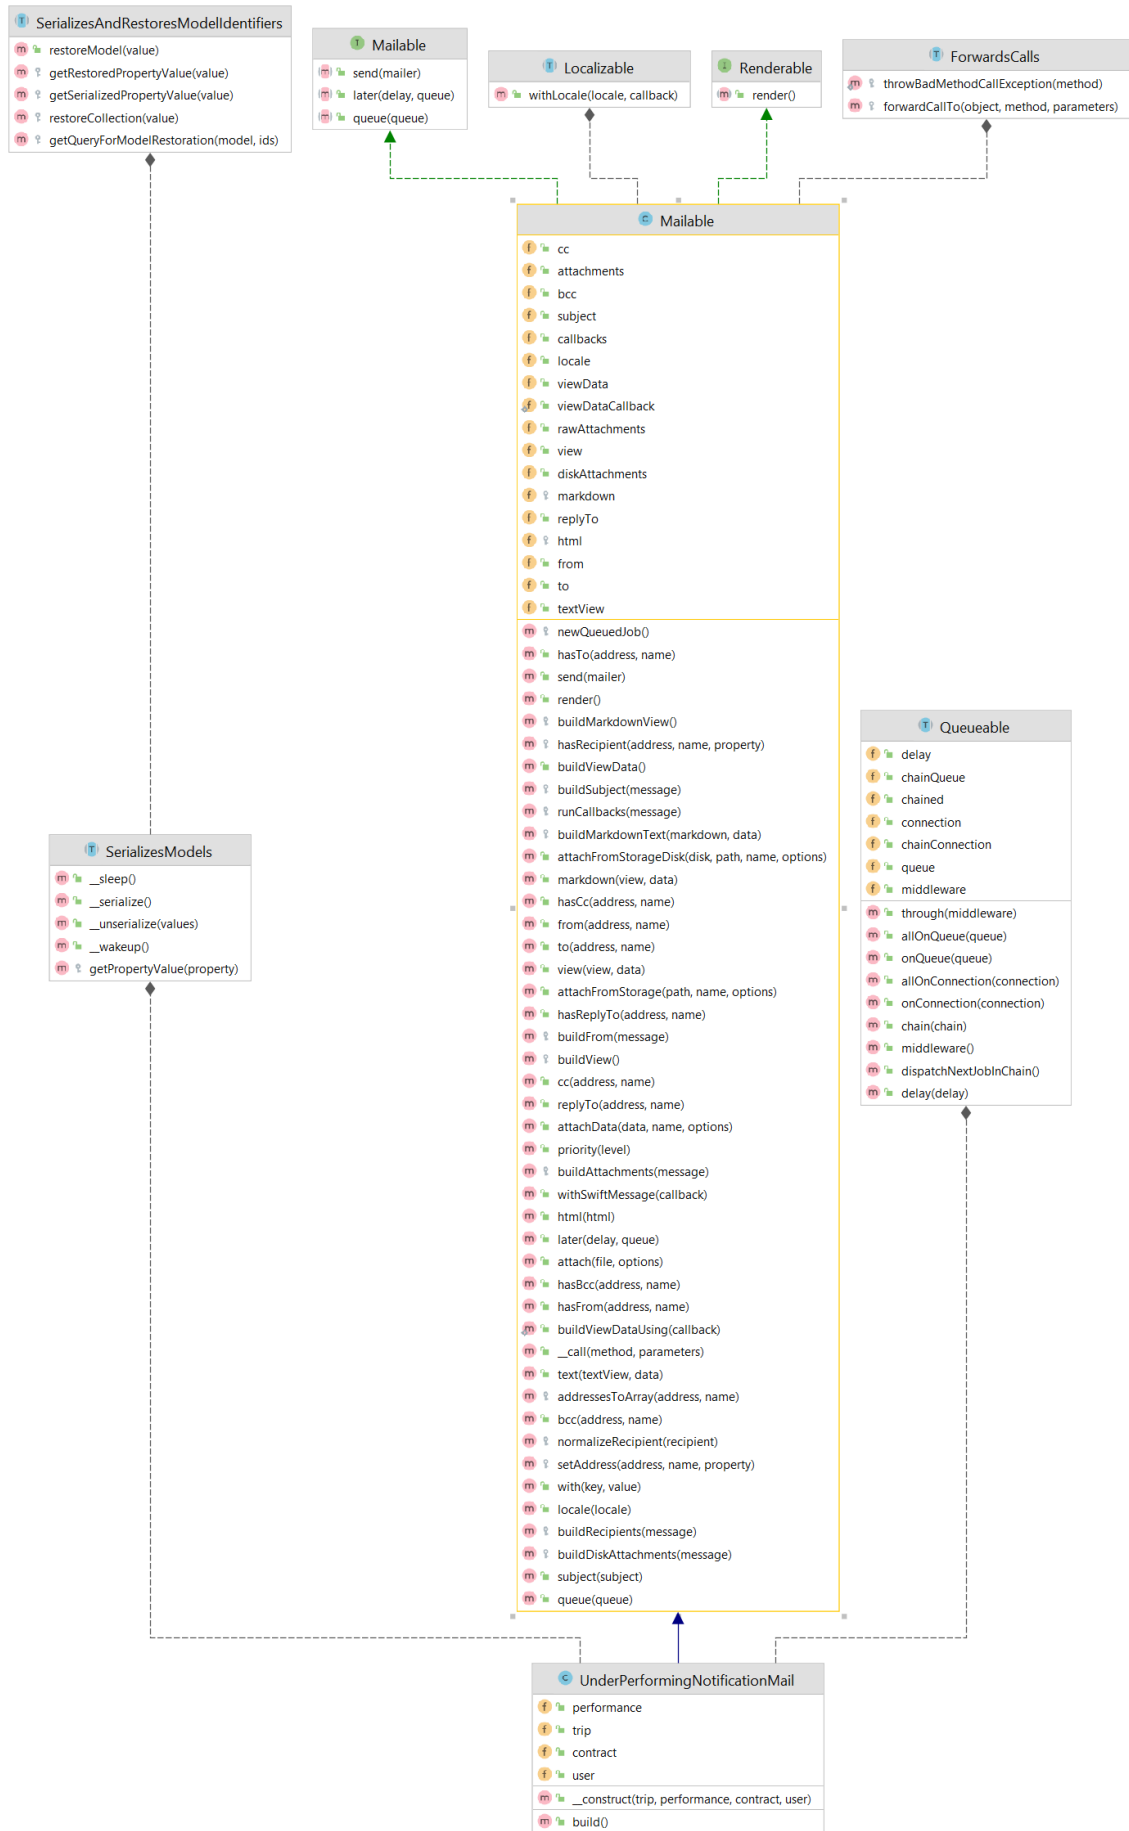 SerializesAndRestoresModelIdentifiers
restoreModel(value)
getRestoredPropertyValue(value)
getSerializedPropertyValue(value)
restoreCollection(value)
getQueryForModelRestoration(model, ids)
Mailable
send(mailer)
later(delay, queue)
queue(queue)
Localizable
withLocale(locale, callback)
Renderable
render()
ForwardsCalls
throwBadMethodCallException(method)
forwardCallTo(object, method, parameters)
Mailable
cc
attachments
bcc
subject
callbacks
locale
viewData
viewDataCallback
rawAttachments
view
diskAttachments
markdown
replyTo
html
from
to
textView
newQueuedJob()
hasTo(address, name)
send(mailer)
render()
buildMarkdownView()
hasRecipient(address, name, property)
buildViewData()
buildSubject(message)
runCallbacks(message)
buildMarkdownText(markdown, data)
attachFromStorageDisk(disk, path, name, options)
markdown(view, data)
hasCc(address, name)
from(address, name)
to(address, name)
view(view, data)
attachFromStorage(path, name, options)
hasReplyTo(address, name)
buildFrom(message)
buildView()
cc(address, name)
replyTo(address, name)
attachData(data, name, options)
priority(level)
buildAttachments(message)
withSwiftMessage(callback)
html(html)
later(delay, queue)
attach(file, options)
hasBcc(address, name)
hasFrom(address, name)
buildViewDataUsing(callback)
__call(method, parameters)
text(textView, data)
addressesToArray(address, name)
bcc(address, name)
normalizeRecipient(recipient)
setAddress(address, name, property)
with(key, value)
locale(locale)
buildRecipients(message)
buildDiskAttachments(message)
subject(subject)
queue(queue)
Queueable
delay
chainQueue
chained
connection
chainConnection
queue
middleware
through(middleware)
allOnQueue(queue)
onQueue(queue)
allOnConnection(connection)
onConnection(connection)
chain(chain)
middleware()
dispatchNextJobInChain()
delay(delay)
SerializesModels
__sleep()
__serialize()
__unserialize(values)
__wakeup()
getPropertyValue(property)
UnderPerformingNotificationMail
performance
trip
contract
user
__construct(trip, performance, contract, user)
build()